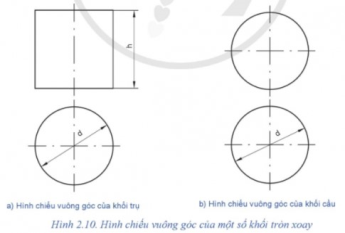 h
d
d
a) Hình chiếu vuông góc của khối trụ
b) Hình chiếu vuông góc của khối cầu
Hình 2.10. Hình chiếu vuông góc của một số khối tròn xoay